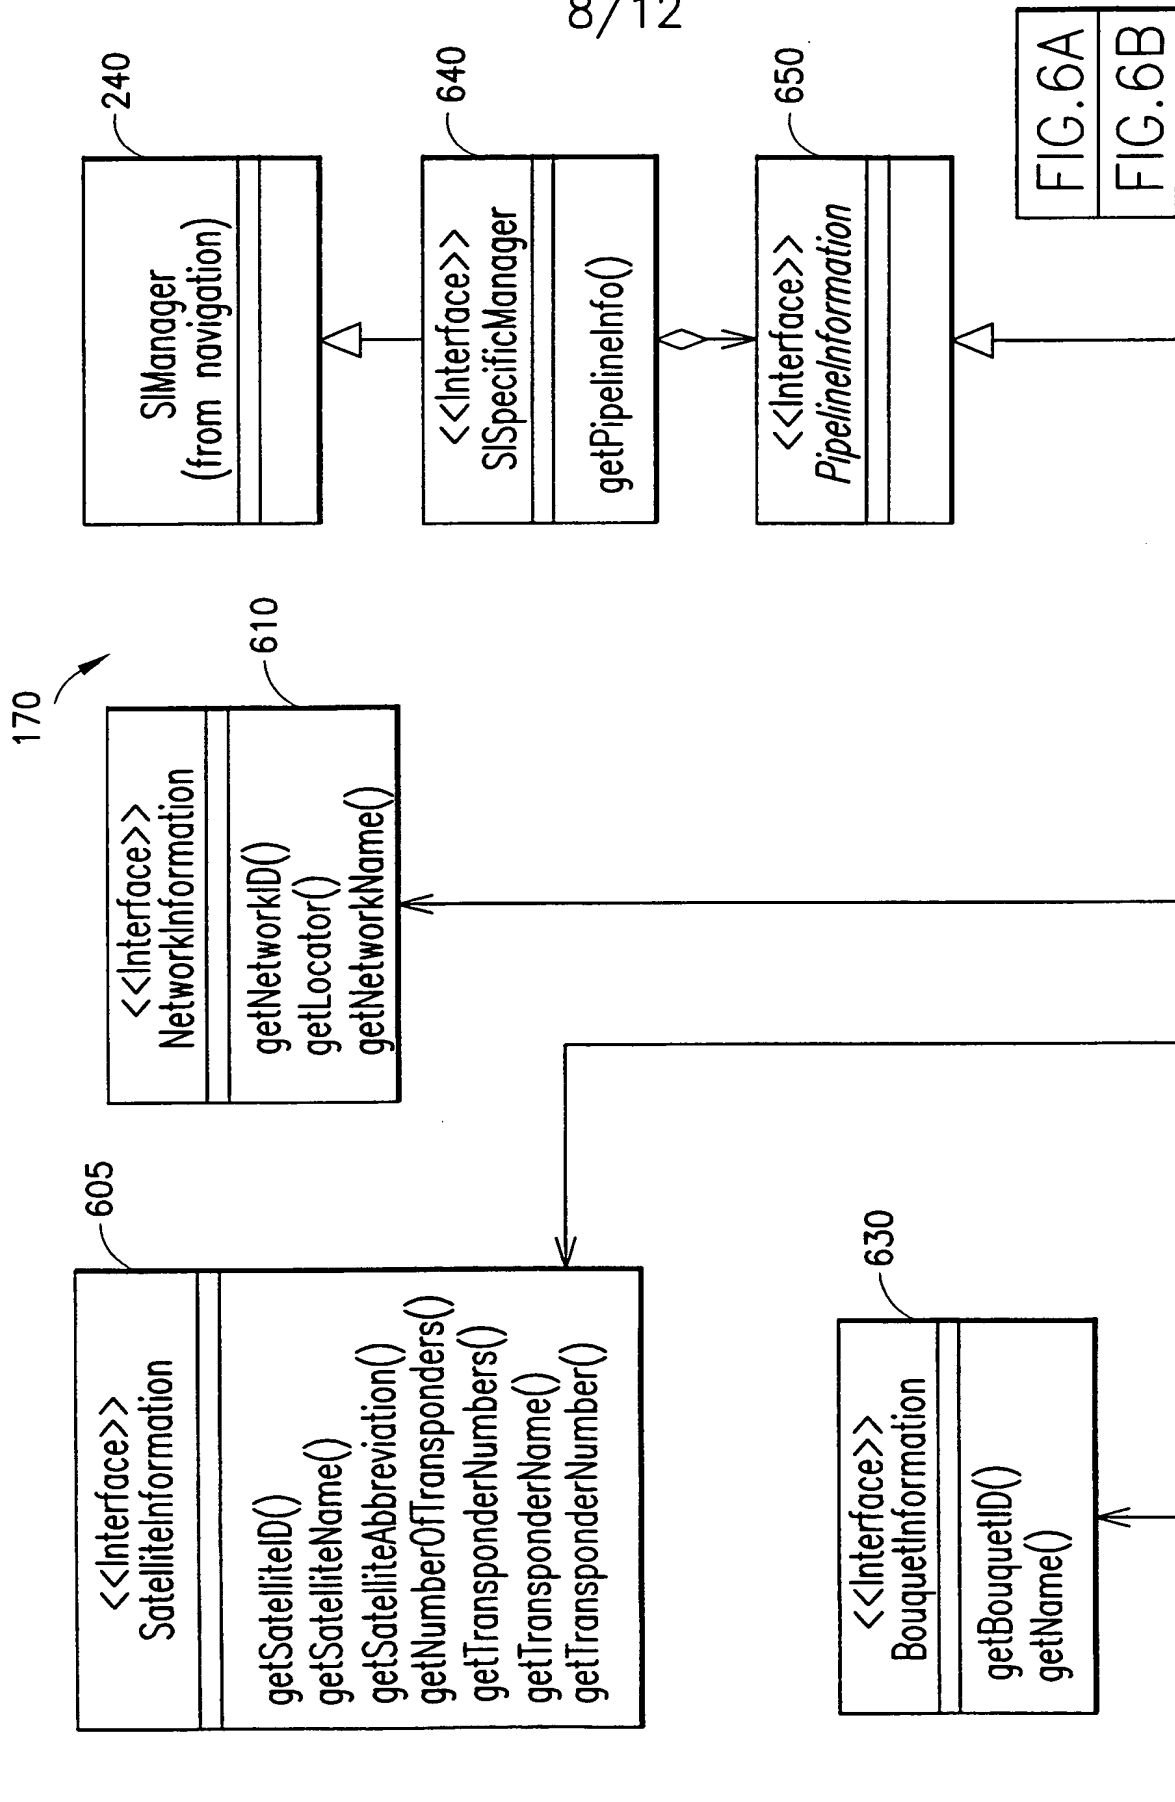 8/12
170
605
<<Interface>>
SatelliteInformation
getSatelliteID()
getSatelliteName()
getSatelliteAbbreviation()
getNumberOfTransponders()
getTransponderNumbers()
getTransponderName()
getTransponderNumber()
610
<<Interface>>
NetworkInformation
getNetworkID()
getLocator()
getNetworkName()
240
SIManager
(from navigation)
640
<<Interface>>
SISpecificManager
getPipelineInfo()
650
<<Interface>>
PipelineInformation
630
<<Interface>>
BouquetInformation
getBouquetID()
getName()
FIG.6A
FIG.6B